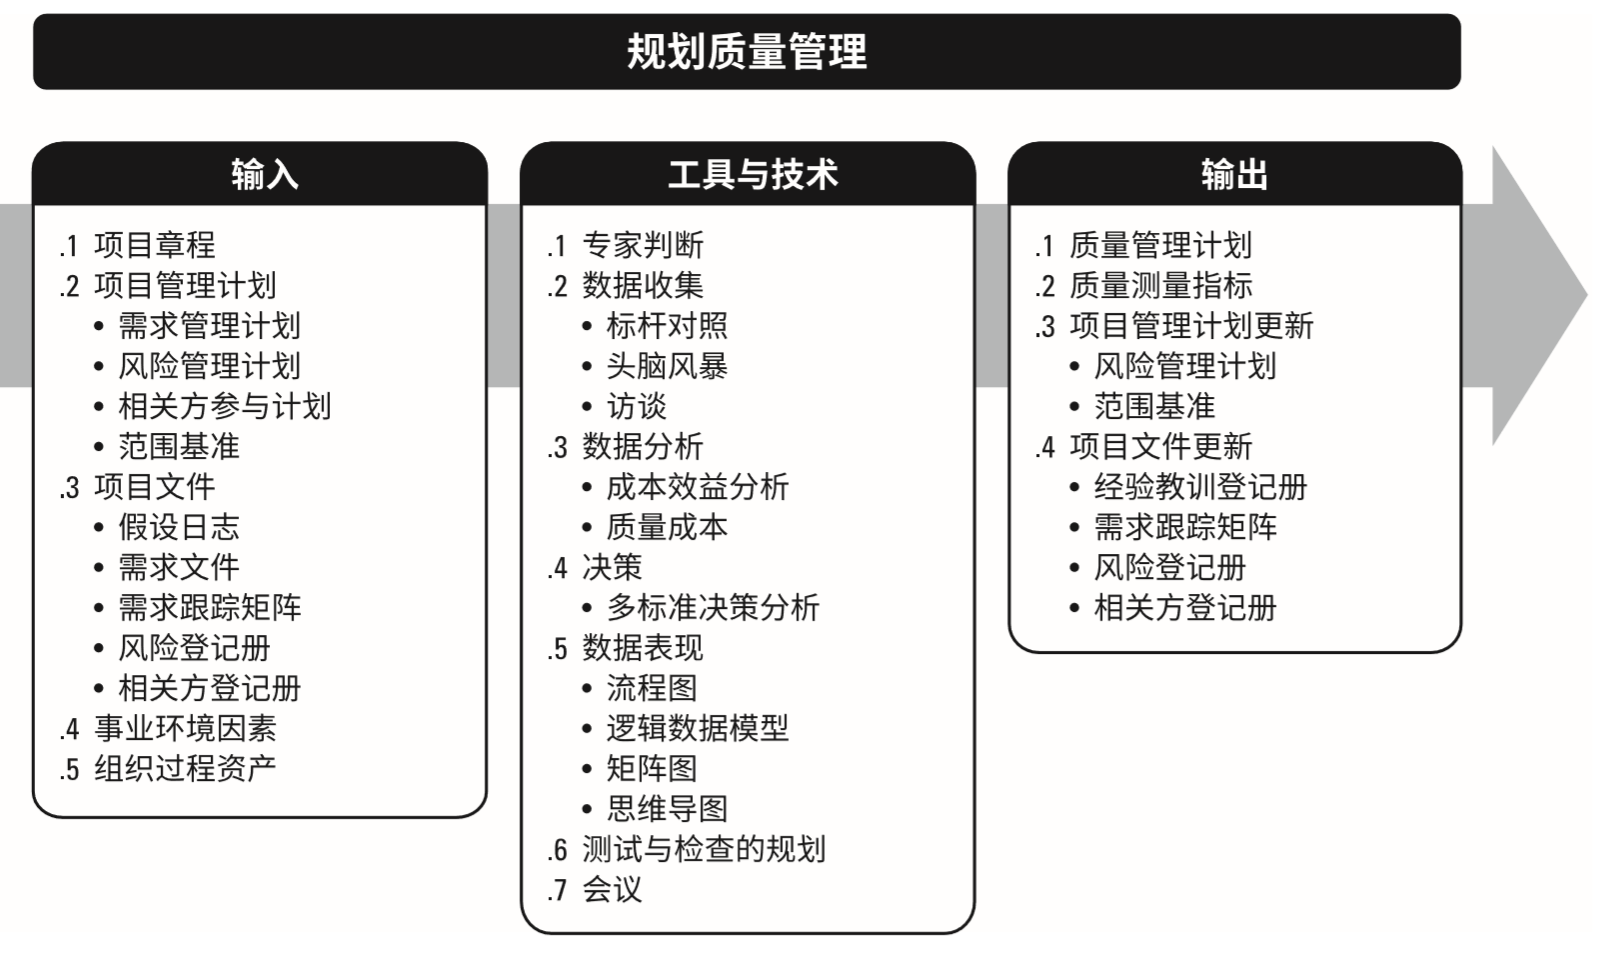 规划质量管理
输入
.1 项目章程
.2 项目管理计划
• 需求管理计划
• 风险管理计划
• 相关方参与计划
• 范围基准
.3 项目文件
• 假设日志
• 需求文件
• 需求跟踪矩阵
• 风险登记册
• 相关方登记册
.4 事业环境因素
.5 组织过程资产
工具与技术
.1 专家判断
.2 数据收集
• 标杆对照
• 头脑风暴
• 访谈
.3 数据分析
• 成本效益分析
• 质量成本
.4 决策
• 多标准决策分析
.5 数据表现
• 流程图
• 逻辑数据模型
• 矩阵图
• 思维导图
.6 测试与检查的规划
.7 会议
输出
.1 质量管理计划
.2 质量测量指标
.3 项目管理计划更新
• 风险管理计划
• 范围基准
.4 项目文件更新
• 经验教训登记册
• 需求跟踪矩阵
• 风险登记册
• 相关方登记册